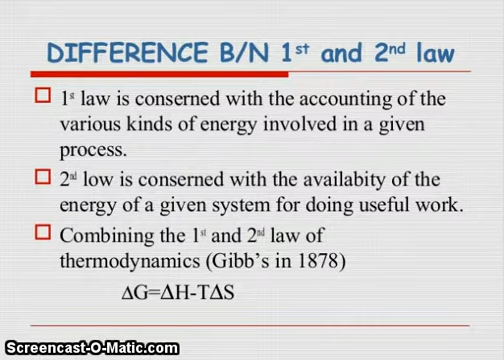 DIFFERENCE B/N 1st and 2nd law
1st law is conserned with the accounting of the
various kinds of energy involved in a given
process.
2nd low is conserned with the availabity of the
energy of a given system for doing useful work.
Combining the 1st and 2nd law of
thermodynamics (Gibb's in 1878)
ΔG=ΔH-TΔS
Screencast-O-Matic.com